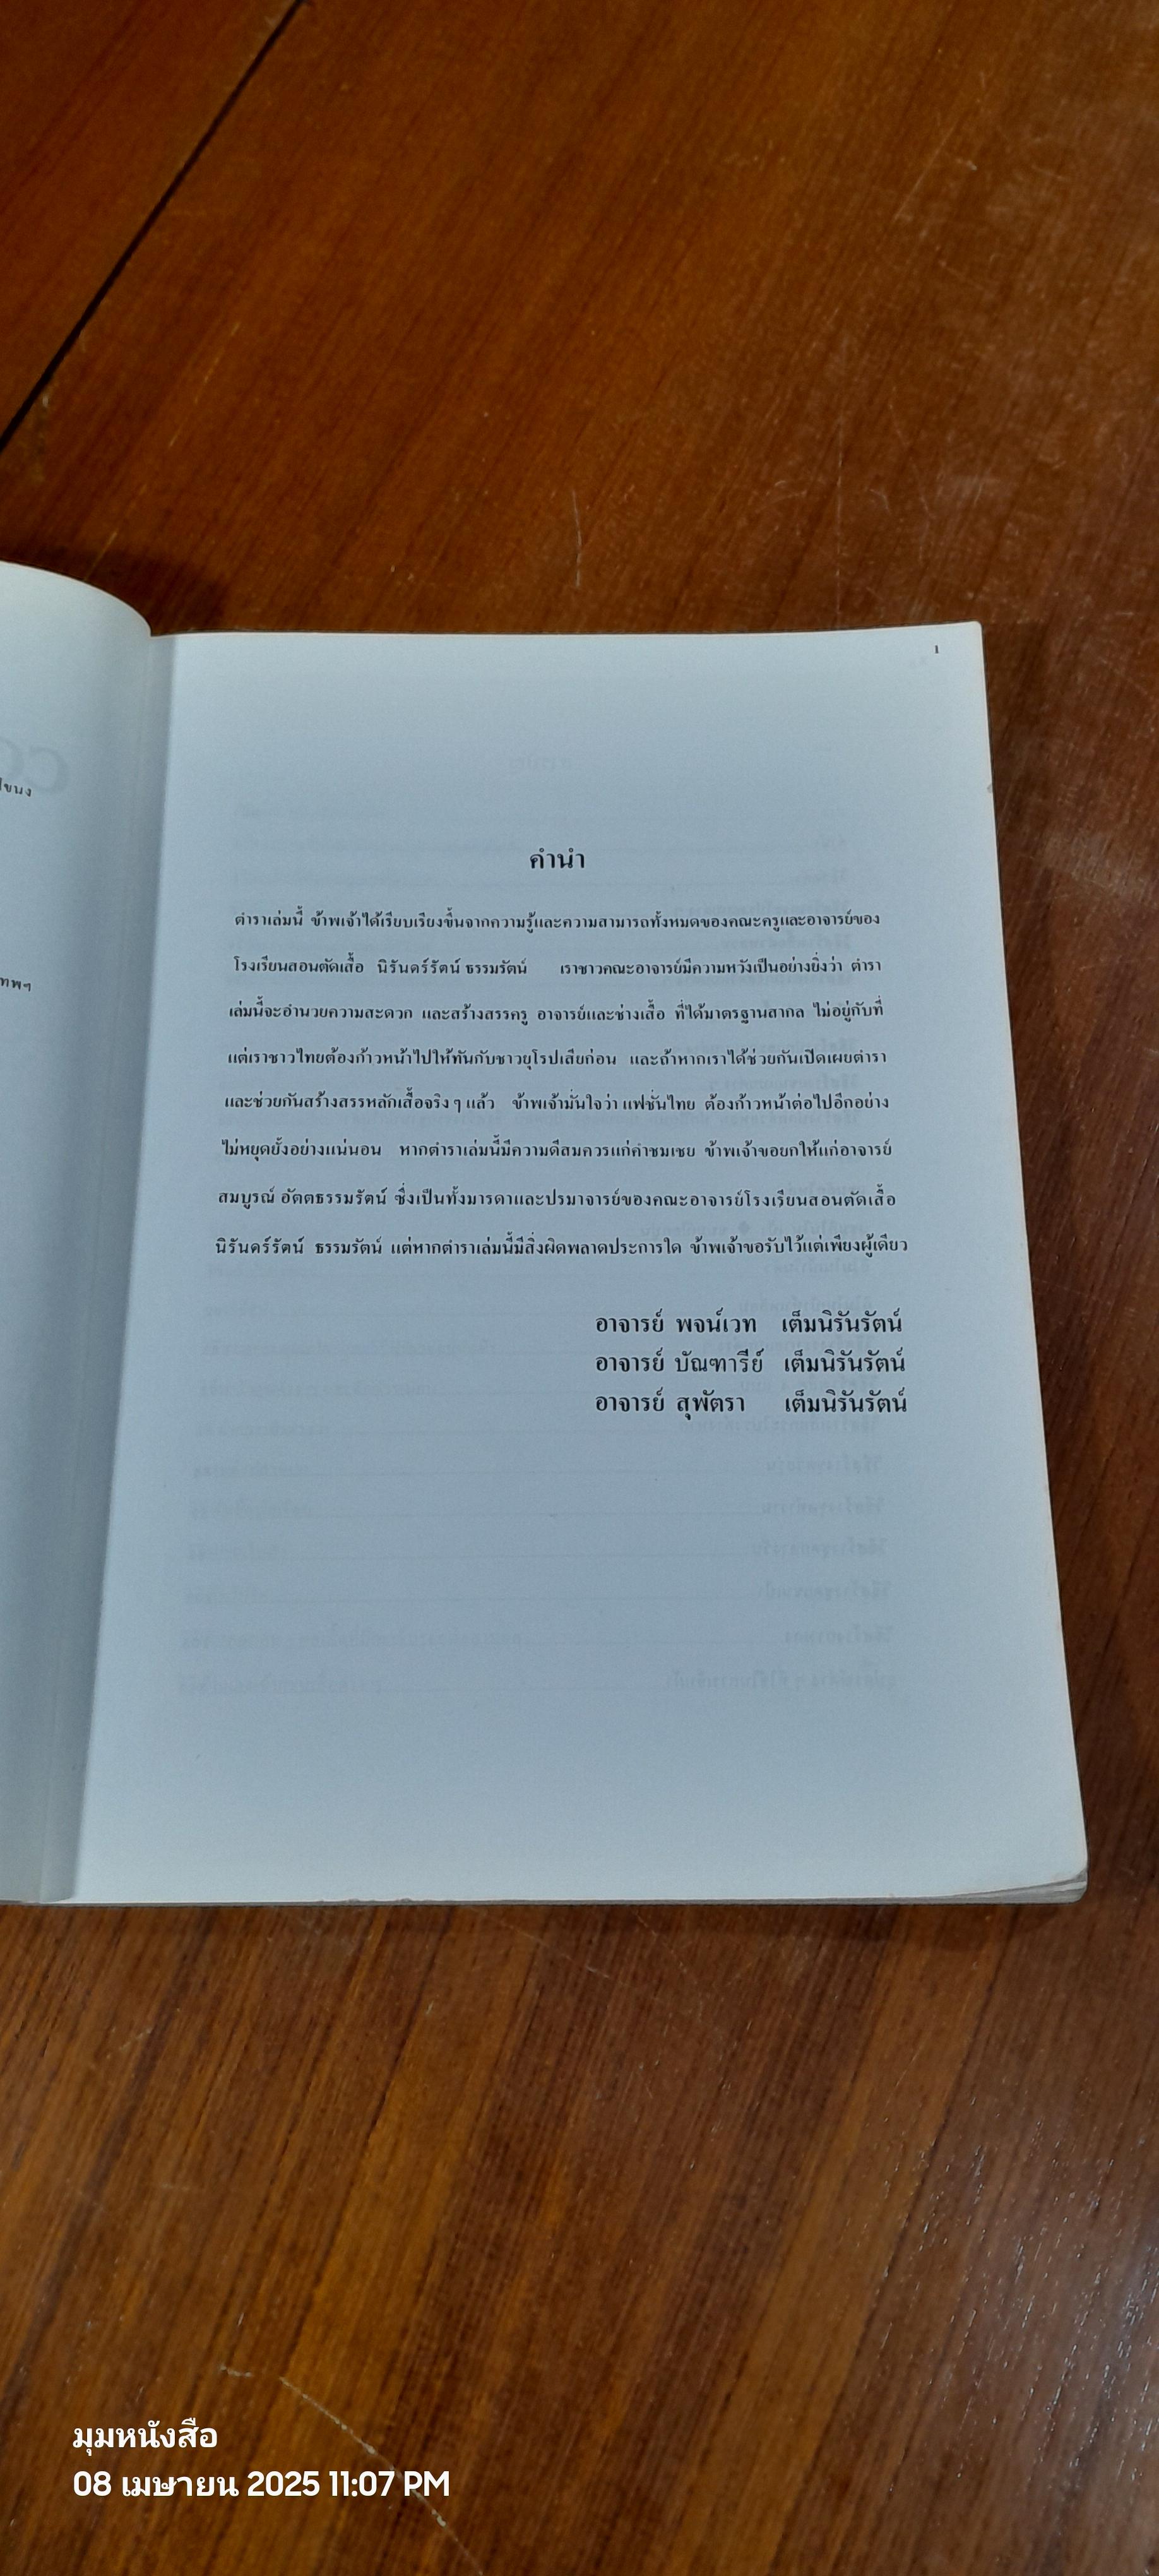 โขนง
ทพฯ
1
คำนำ
ตำราเล่มนี้ ข้าพเจ้าได้เรียบเรียงขึ้นจากความรู้และความสามารถทั้งหมดของคณะครูและอาจารย์ของ
โรงเรียนสอนตัดเสื้อ นิรันดร์รัตน์ ธรรมรัตน์ เราชาวคณะอาจารย์มีความหวังเป็นอย่างยิ่งว่า ตำรา
เล่มนี้จะอำนวยความสะดวก และสร้างสรรครู อาจารย์และช่างเสื้อ ที่ได้มาตรฐานสากล ไม่อยู่กับที่
แต่เราชาวไทยต้องก้าวหน้าไปให้ทันกับชาวยุโรปเสียก่อน และถ้าหากเราได้ช่วยกันเปิดเผยตำรา
และช่วยกันสร้างสรรหลักเสื้อจริง ๆ แล้ว ข้าพเจ้ามั่นใจว่า แฟชั่นไทย ต้องก้าวหน้าต่อไปอีกอย่าง
ไม่หยุดยั้งอย่างแน่นอน หากตำราเล่มนี้มีความดีสมควรแก่คำชมเชย ข้าพเจ้าขอยกให้แก่อาจารย์
สมบูรณ์ อัตตธรรมรัตน์ ซึ่งเป็นทั้งมารดาและปรมาจารย์ของคณะอาจารย์โรงเรียนสอนตัดเสื้อ
นิรันดร์รัตน์ ธรรมรัตน์ แต่หากตำราเล่มนี้มีสิ่งผิดพลาดประการใด ข้าพเจ้าขอรับไว้แต่เพียงผู้เดียว
อาจารย์ พจน์เวท เต็มนิรันรัตน์
อาจารย์ บัณฑารีย์ เต็มนิรันรัตน์
อาจารย์ สุพัตรา เต็มนิรันรัตน์
มุมหนังสือ
08 เมษายน 2025 11:07 PM